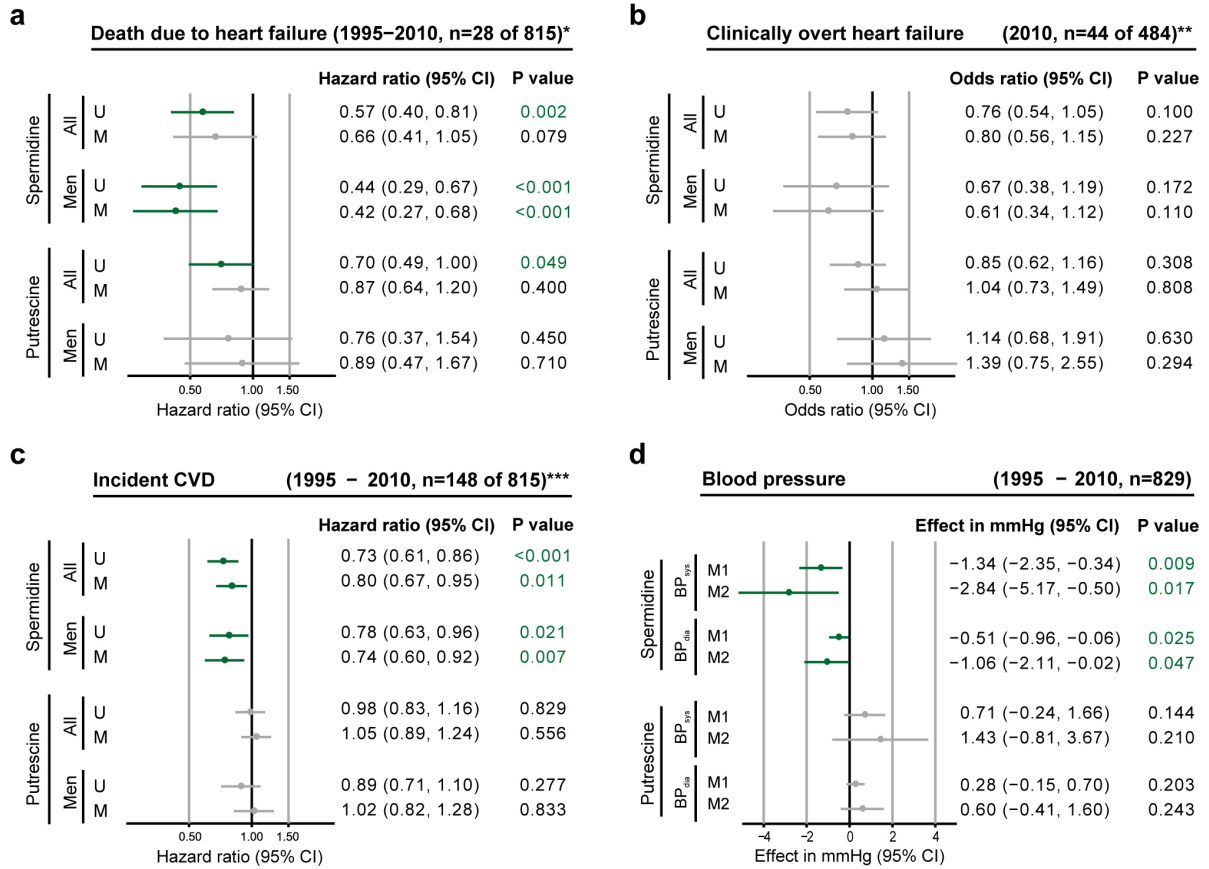 a
Death due to heart failure (1995−2010, n=28 of 815)*
Hazard ratio (95% CI) P value
Spermidine
All
U 0.57 (0.40, 0.81) 0.002
M 0.66 (0.41, 1.05) 0.079
Men
U 0.44 (0.29, 0.67) <0.001
M 0.42 (0.27, 0.68) <0.001
Putrescine
All
U 0.70 (0.49, 1.00) 0.049
M 0.87 (0.64, 1.20) 0.400
Men
U 0.76 (0.37, 1.54) 0.450
M 0.89 (0.47, 1.67) 0.710
0.50 1.00 1.50
Hazard ratio (95% CI)
b
Clinically overt heart failure (2010, n=44 of 484)**
Odds ratio (95% CI) P value
Spermidine
All
U 0.76 (0.54, 1.05) 0.100
M 0.80 (0.56, 1.15) 0.227
Men
U 0.67 (0.38, 1.19) 0.172
M 0.61 (0.34, 1.12) 0.110
Putrescine
All
U 0.85 (0.62, 1.16) 0.308
M 1.04 (0.73, 1.49) 0.808
Men
U 1.14 (0.68, 1.91) 0.630
M 1.39 (0.75, 2.55) 0.294
0.50 1.00 1.50
Odds ratio (95% CI)
c
Incident CVD (1995 − 2010, n=148 of 815)***
Hazard ratio (95% CI) P value
Spermidine
All
U 0.73 (0.61, 0.86) <0.001
M 0.80 (0.67, 0.95) 0.011
Men
U 0.78 (0.63, 0.96) 0.021
M 0.74 (0.60, 0.92) 0.007
Putrescine
All
U 0.98 (0.83, 1.16) 0.829
M 1.05 (0.89, 1.24) 0.556
Men
U 0.89 (0.71, 1.10) 0.277
M 1.02 (0.82, 1.28) 0.833
0.50 1.00 1.50
Hazard ratio (95% CI)
d
Blood pressure (1995 − 2010, n=829)
Effect in mmHg (95% CI) P value
Spermidine
BPsys
M1 −1.34 (−2.35, −0.34) 0.009
M2 −2.84 (−5.17, −0.50) 0.017
BPdia
M1 −0.51 (−0.96, −0.06) 0.025
M2 −1.06 (−2.11, −0.02) 0.047
Putrescine
BPsys
M1 0.71 (−0.24, 1.66) 0.144
M2 1.43 (−0.81, 3.67) 0.210
BPdia
M1 0.28 (−0.15, 0.70) 0.203
M2 0.60 (−0.41, 1.60) 0.243
−4 −2 0 2 4
Effect in mmHg (95% CI)